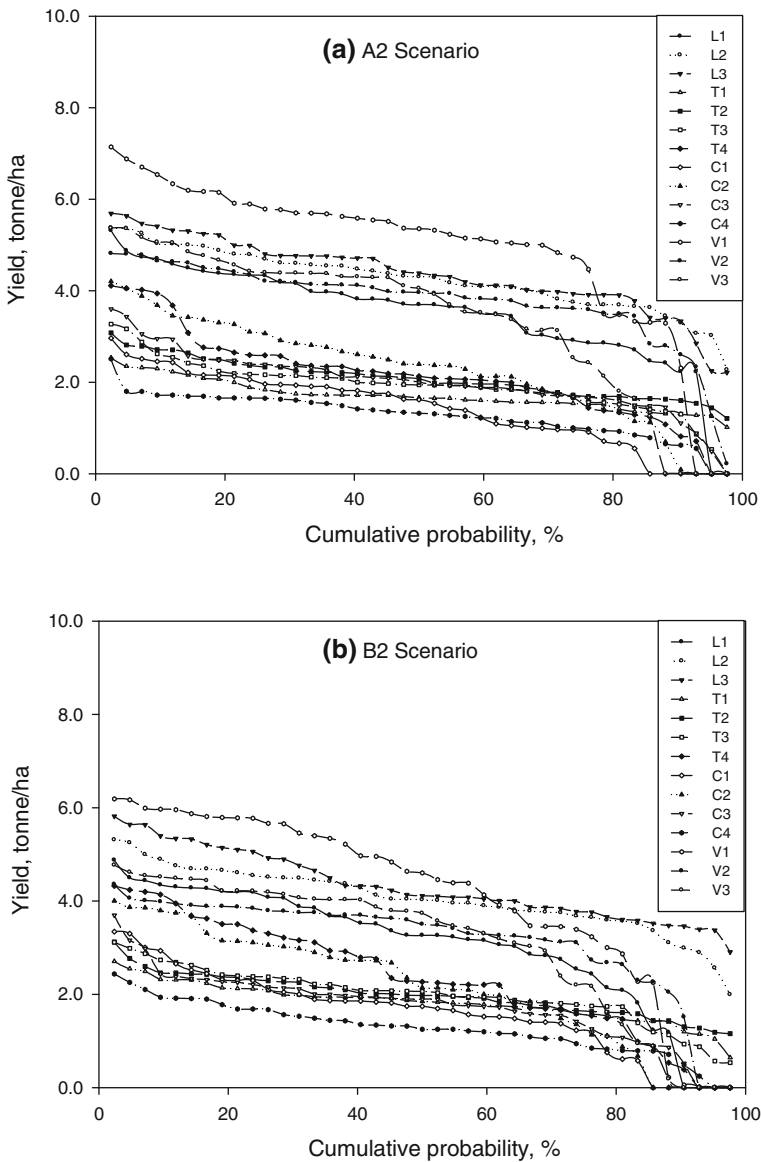 (a) A2 Scenario
Yield, tonne/ha
10.0
8.0
6.0
4.0
2.0
0.0
0
20
40
60
80
100
Cumulative probability, %
L1
L2
L3
T1
T2
T3
T4
C1
C2
C3
C4
V1
V2
V3
(b) B2 Scenario
Yield, tonne/ha
10.0
8.0
6.0
4.0
2.0
0.0
0
20
40
60
80
100
Cumulative probability, %
L1
L2
L3
T1
T2
T3
T4
C1
C2
C3
C4
V1
V2
V3